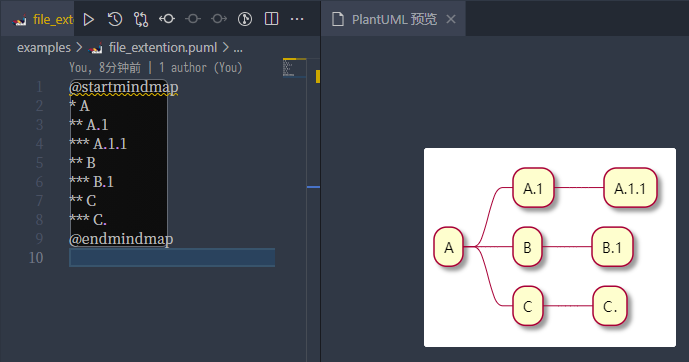 file_ext
PlantUML 预览
examples > file_extention.puml > ...
You, 8分钟前 | 1 author (You)
1 @startmindmap
2 * A
3 ** A.1
4 *** A.1.1
5 ** B
6 *** B.1
7 ** C
8 *** C.
9 @endmindmap
10
A
A.1
A.1.1
B
B.1
C
C.